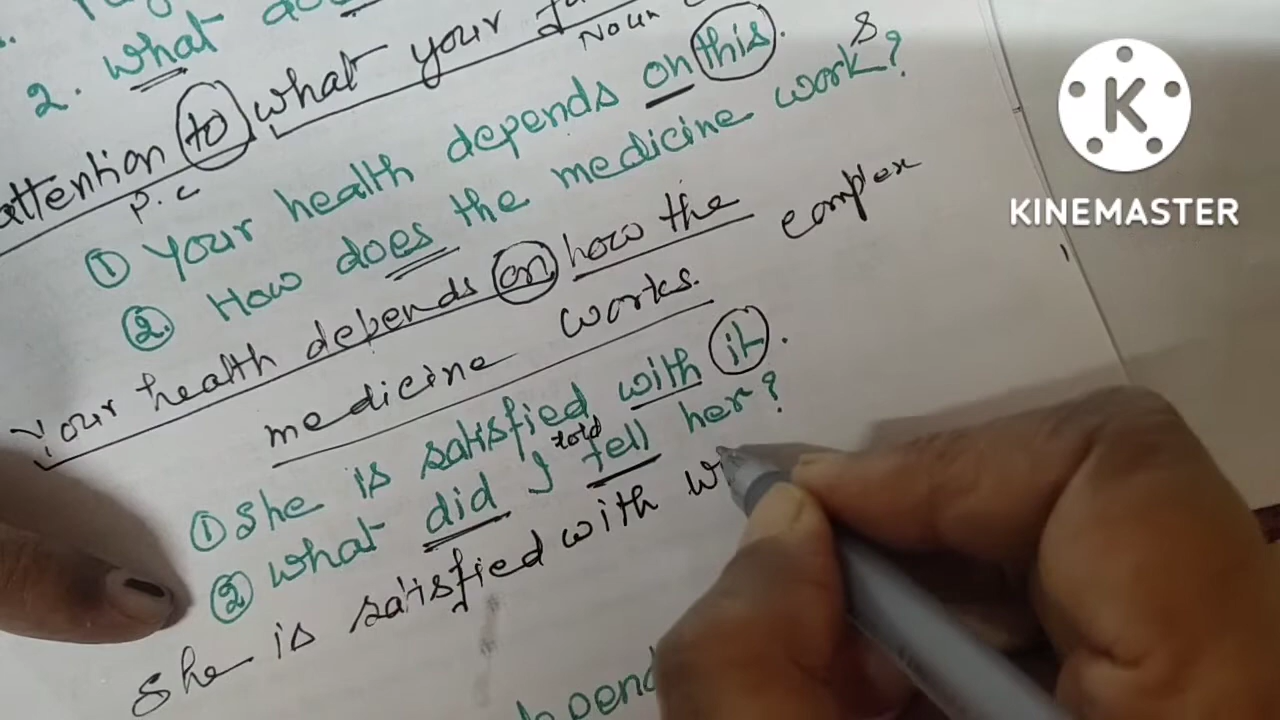 2. What
Noun
attention to what your
P.C
① Your health depends on this.
② How does the medicine work? s
Your health depends on how the
medicine works. complex
① She is satisfied with it.
② What did I tell her? told
She is satisfied with w
depend
K
KINEMASTER